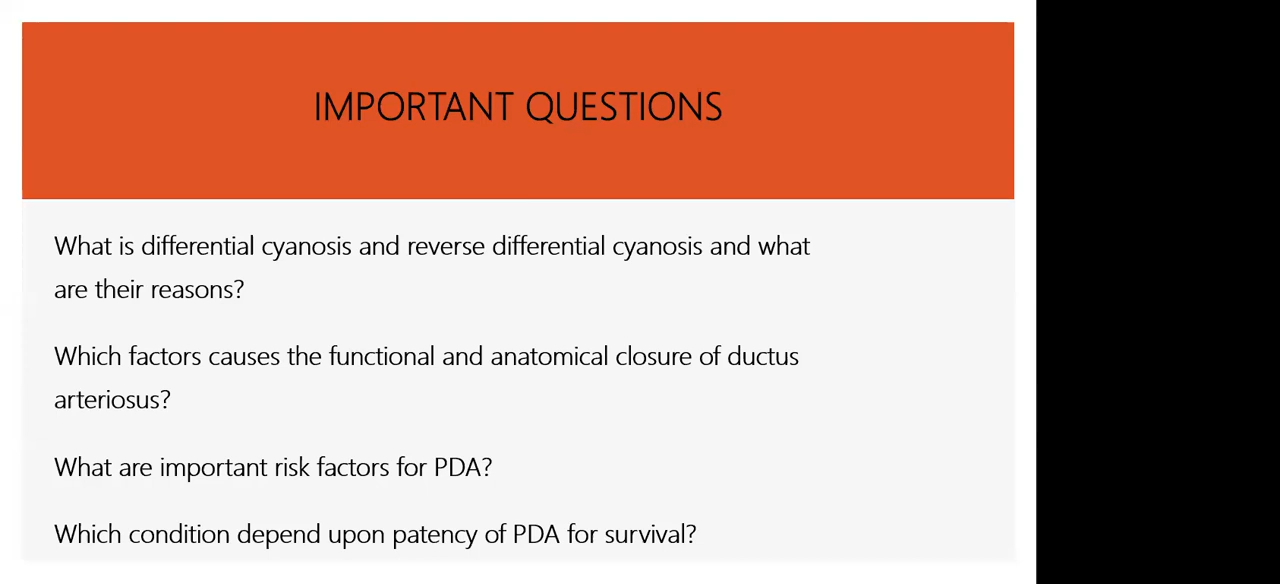 IMPORTANT QUESTIONS
What is differential cyanosis and reverse differential cyanosis and what
are their reasons?
Which factors causes the functional and anatomical closure of ductus
arteriosus?
What are important risk factors for PDA?
Which condition depend upon patency of PDA for survival?